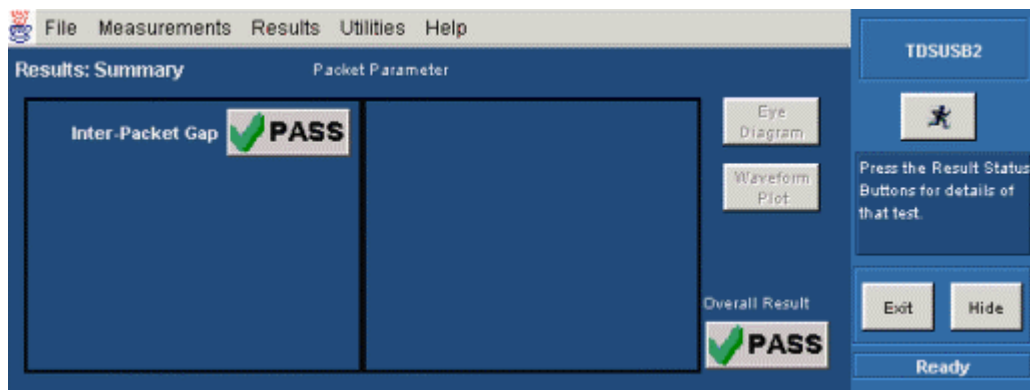 File Measurements Results Utilities Help
Results: Summary
Packet Parameter
Inter-Packet Gap
PASS
Eye
Diagram
Waveform
Plot
Overall Result
PASS
TDSUSB2
Press the Result Status
Buttons for details of
that test.
Exit
Hide
Ready